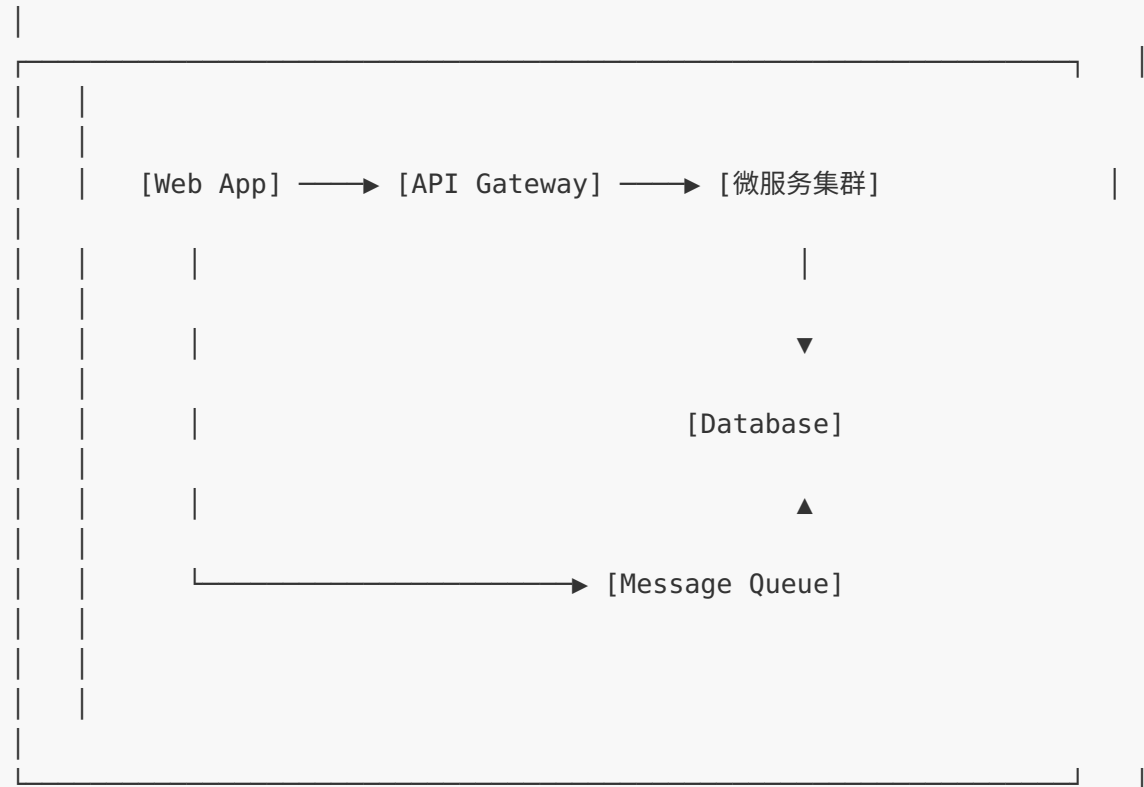 [Web App] ────▶ [API Gateway] ────▶ [微服务集群]
[Database]
[Message Queue]